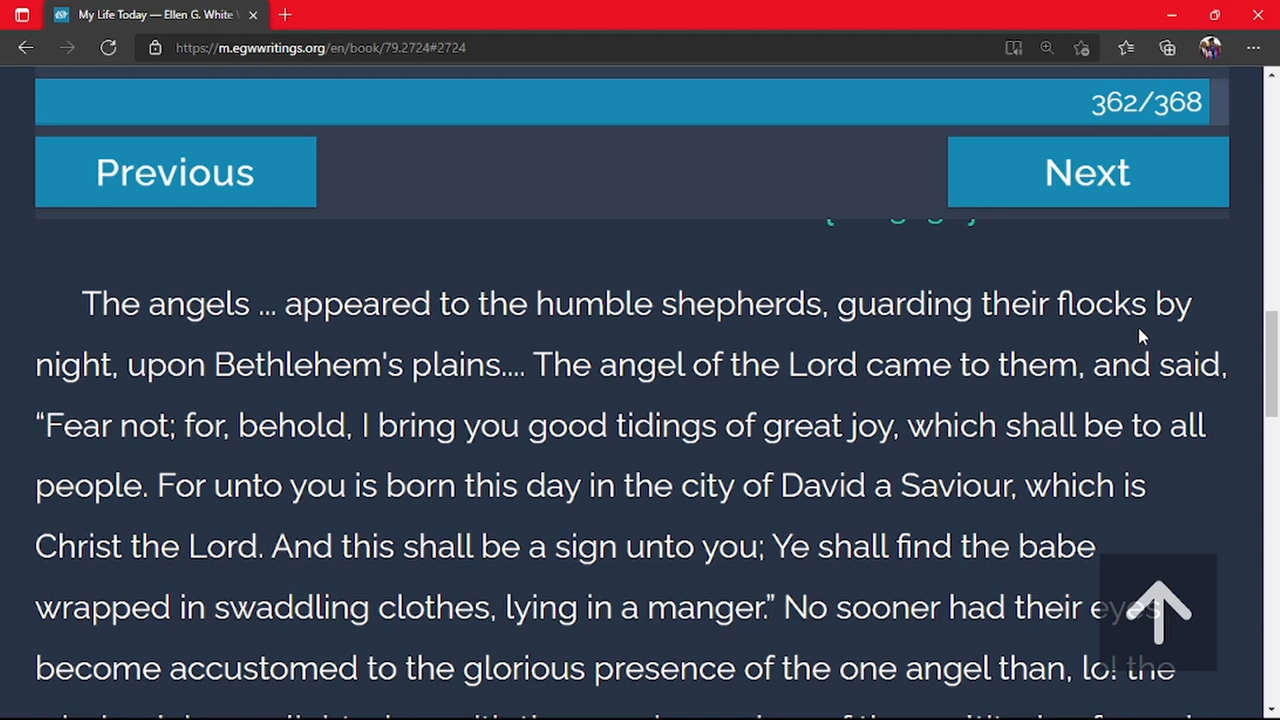 My Life Today — Ellen G. White
https://m.egwwritings.org/en/book/79.2724#2724
362/368
Previous
Next
The angels ... appeared to the humble shepherds, guarding their flocks by
night, upon Bethlehem's plains.... The angel of the Lord came to them, and said,
“Fear not; for, behold, I bring you good tidings of great joy, which shall be to all
people. For unto you is born this day in the city of David a Saviour, which is
Christ the Lord. And this shall be a sign unto you; Ye shall find the babe
wrapped in swaddling clothes, lying in a manger.” No sooner had their eyes
become accustomed to the glorious presence of the one angel than, lo! the